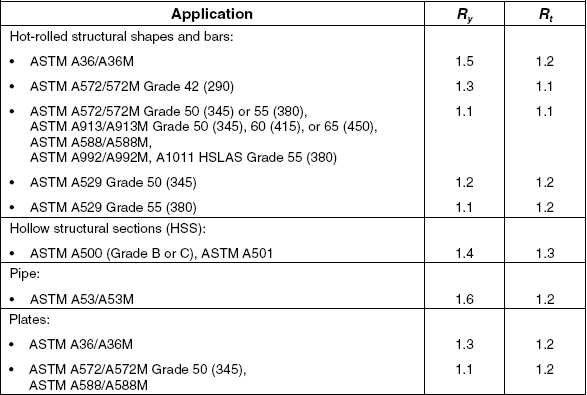 Application Ry Rt
Hot-rolled structural shapes and bars:
• ASTM A36/A36M 1.5 1.2
• ASTM A572/572M Grade 42 (290) 1.3 1.1
• ASTM A572/572M Grade 50 (345) or 55 (380), 1.1 1.1
ASTM A913/A913M Grade 50 (345), 60 (415), or 65 (450),
ASTM A588/A588M,
ASTM A992/A992M, A1011 HSLAS Grade 55 (380)
• ASTM A529 Grade 50 (345) 1.2 1.2
• ASTM A529 Grade 55 (380) 1.1 1.2
Hollow structural sections (HSS):
• ASTM A500 (Grade B or C), ASTM A501 1.4 1.3
Pipe:
• ASTM A53/A53M 1.6 1.2
Plates:
• ASTM A36/A36M 1.3 1.2
• ASTM A572/A572M Grade 50 (345), 1.1 1.2
ASTM A588/A588M